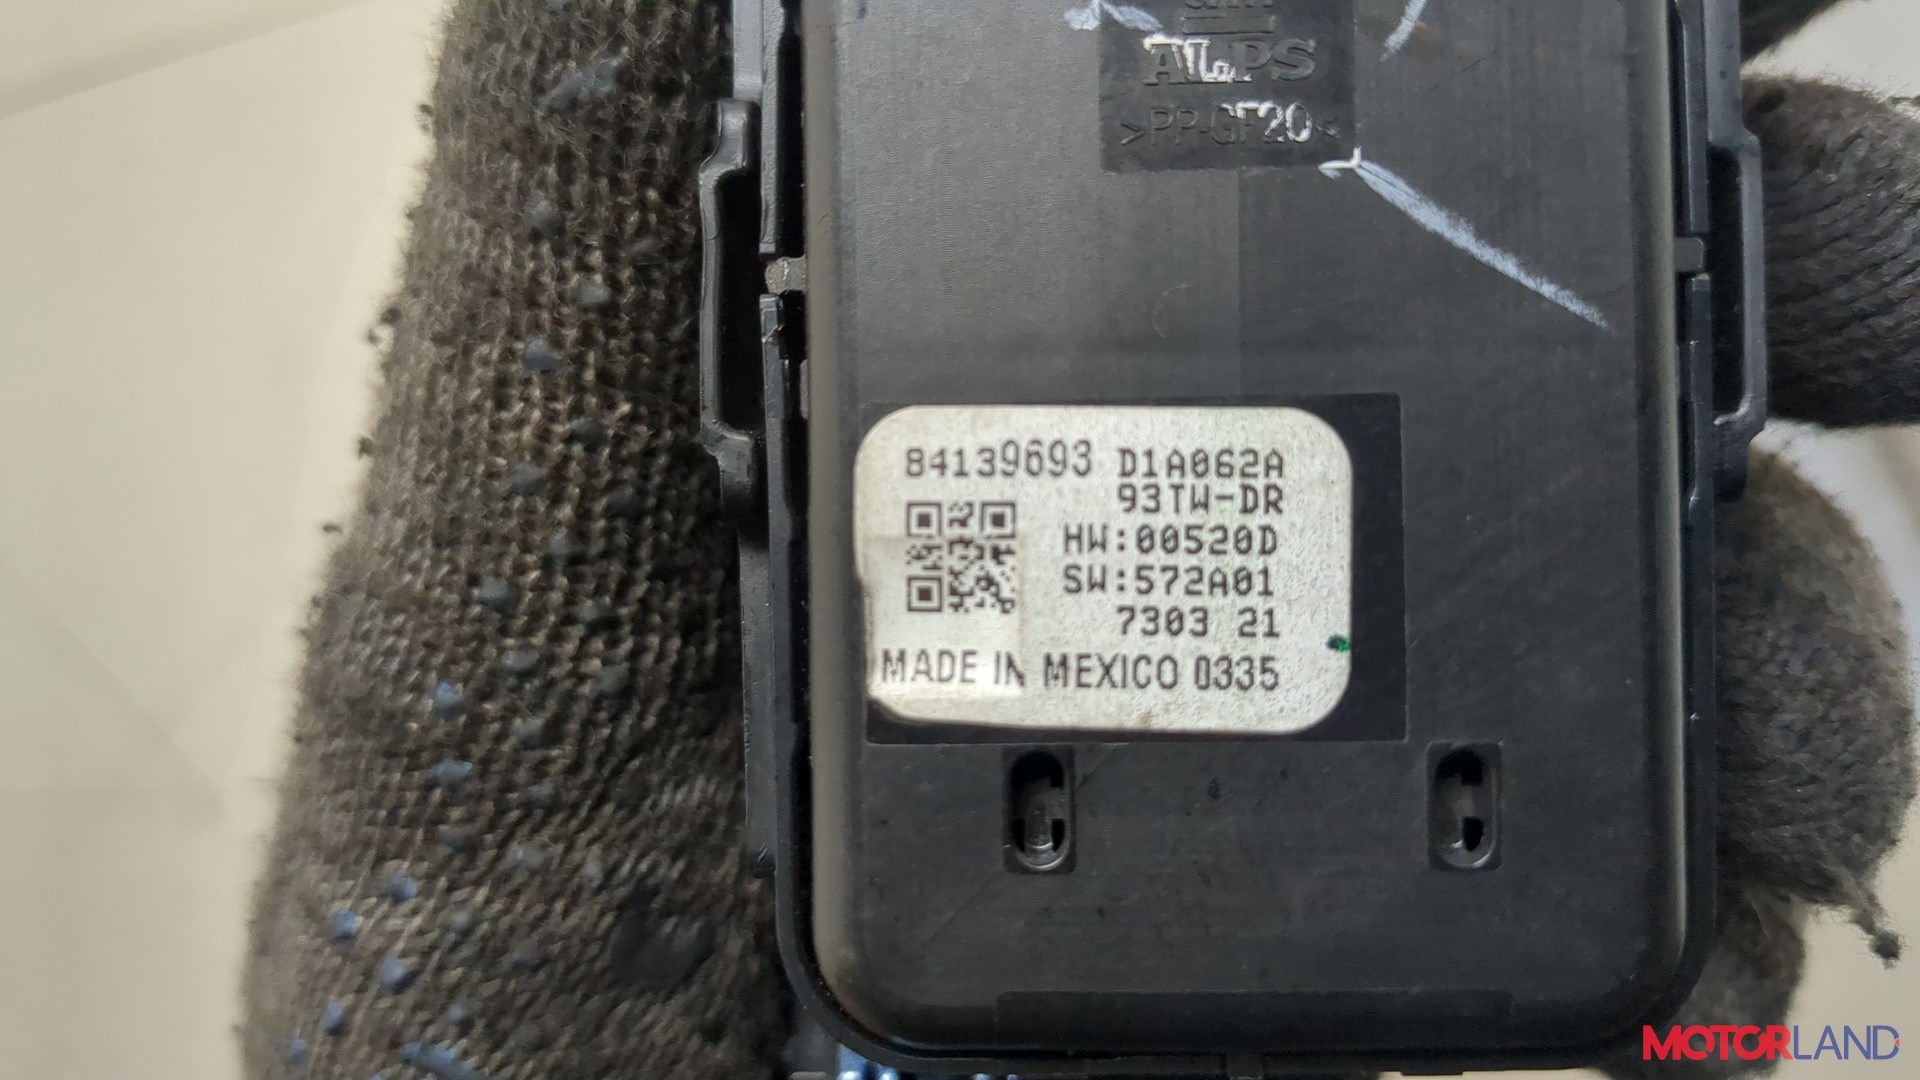 ALPS
>PP-GF20<
84139693 D1A062A
93TW-DR
HW:00520D
SW:572A01
7303 21
MADE IN MEXICO 0335
MOTORLAND